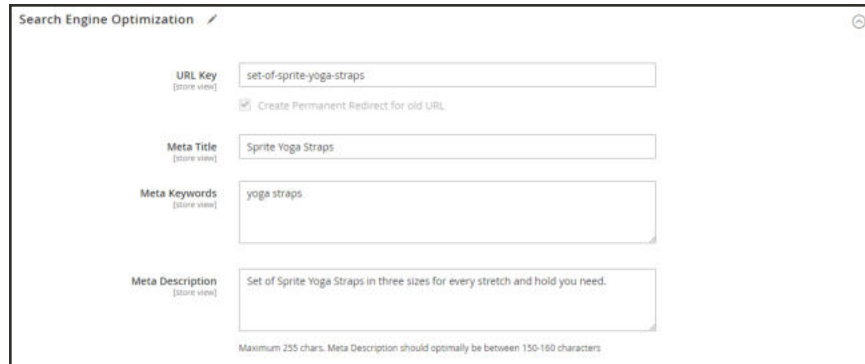 Search Engine Optimization
URL Key
[store view]
set-of-sprite-yoga-straps
Create Permanent Redirect for old URL
Meta Title
[store view]
Sprite Yoga Straps
Meta Keywords
[store view]
yoga straps
Meta Description
[store view]
Set of Sprite Yoga Straps in three sizes for every stretch and hold you need.
Maximum 255 chars. Meta Description should optimally be between 150-160 characters